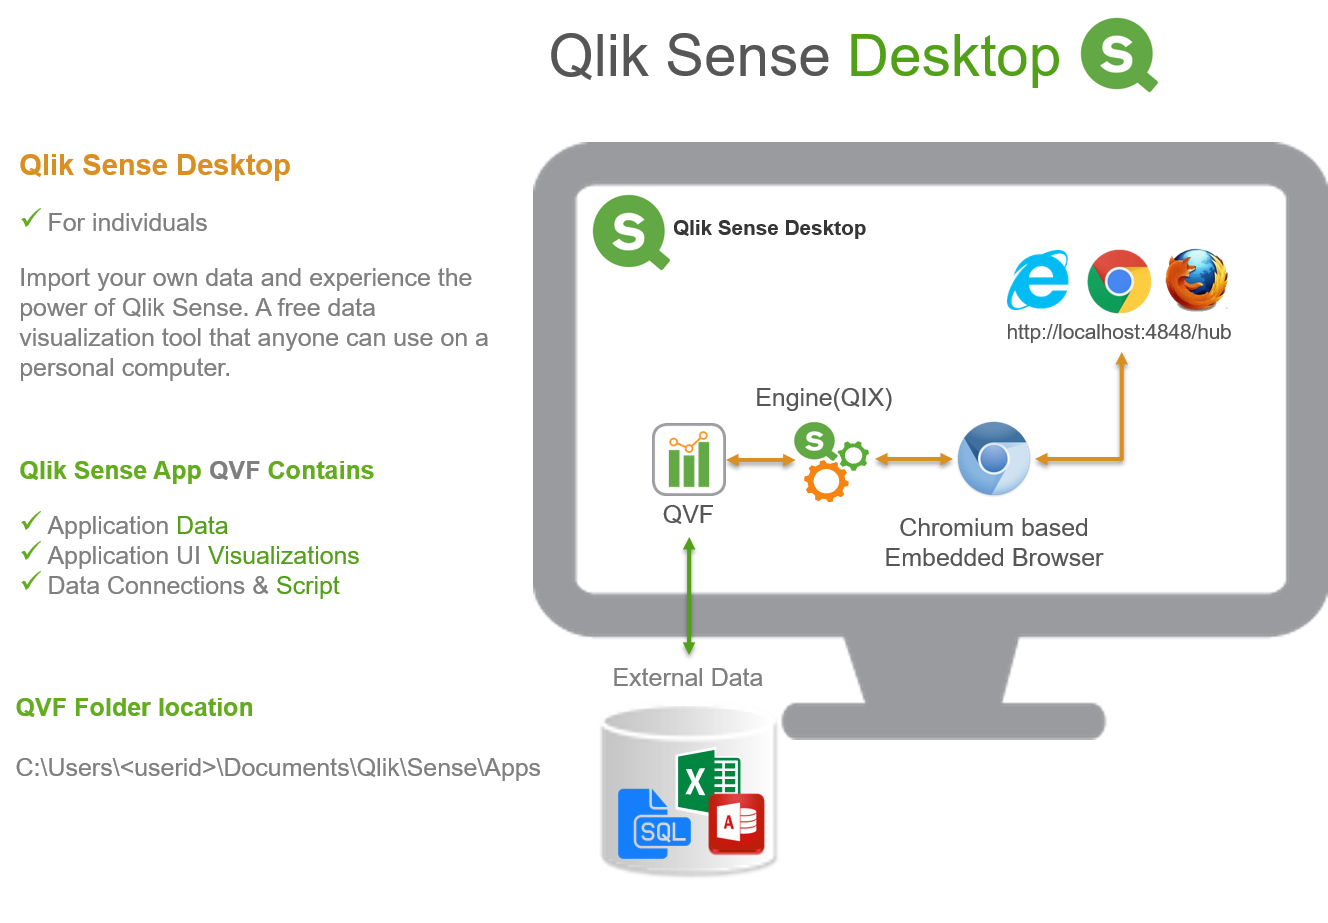 Qlik Sense Desktop S
Qlik Sense Desktop
For individuals
Import your own data and experience the
power of Qlik Sense. A free data
visualization tool that anyone can use on a
personal computer.
Qlik Sense App QVF Contains
Application Data
Application UI Visualizations
Data Connections & Script
QVF Folder location
C:\Users\<userid>\Documents\Qlik\Sense\Apps
S Qlik Sense Desktop
http://localhost:4848/hub
Engine(QIX)
S
QVF
Chromium based
Embedded Browser
External Data
X
SQL
A